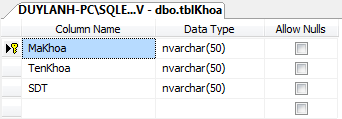 DUYLANH-PC\SQLE...V - dbo.tblKhoa
Column Name Data Type Allow Nulls
MaKhoa nvarchar(50)
TenKhoa nvarchar(50)
SDT nvarchar(50)